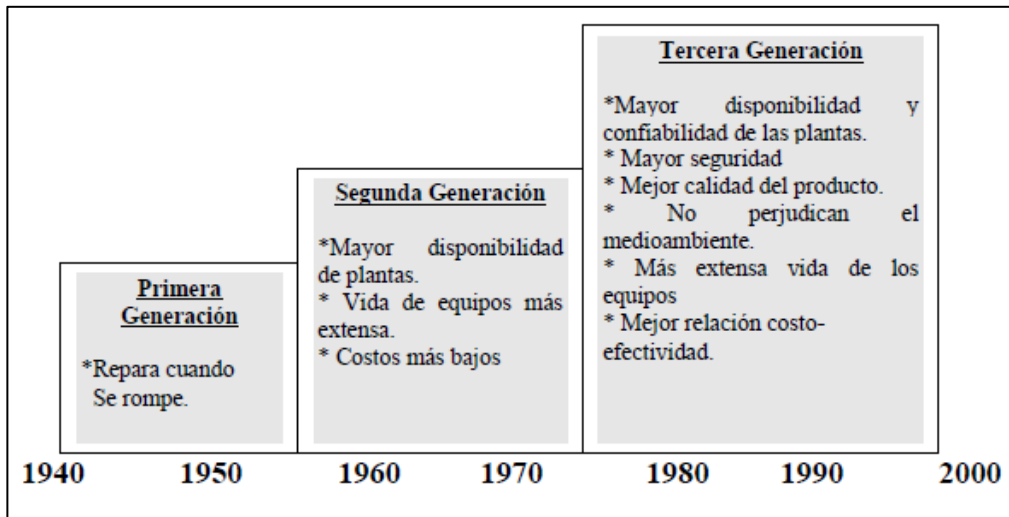 Primera
Generación
*Repara cuando
Se rompe.
Segunda Generación
*Mayor disponibilidad
de plantas.
* Vida de equipos más
extensa.
* Costos más bajos
Tercera Generación
*Mayor disponibilidad y
confiabilidad de las plantas.
* Mayor seguridad
* Mejor calidad del producto.
* No perjudican el
medioambiente.
* Más extensa vida de los
equipos
* Mejor relación costo-
efectividad.
1940 1950 1960 1970 1980 1990 2000